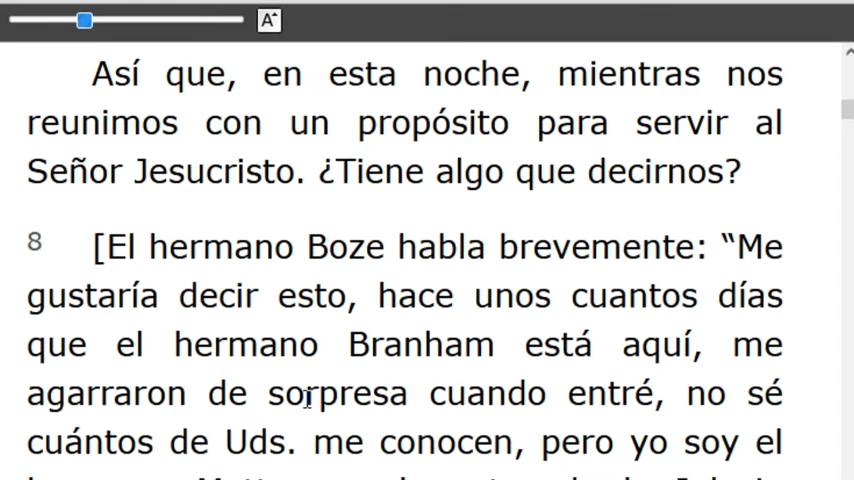 A
Así que, en esta noche, mientras nos
reunimos con un propósito para servir al
Señor Jesucristo. ¿Tiene algo que decirnos?
8 [El hermano Boze habla brevemente: “Me
gustaría decir esto, hace unos cuantos días
que el hermano Branham está aquí, me
agarraron de sorpresa cuando entré, no sé
cuántos de Uds. me conocen, pero yo soy el